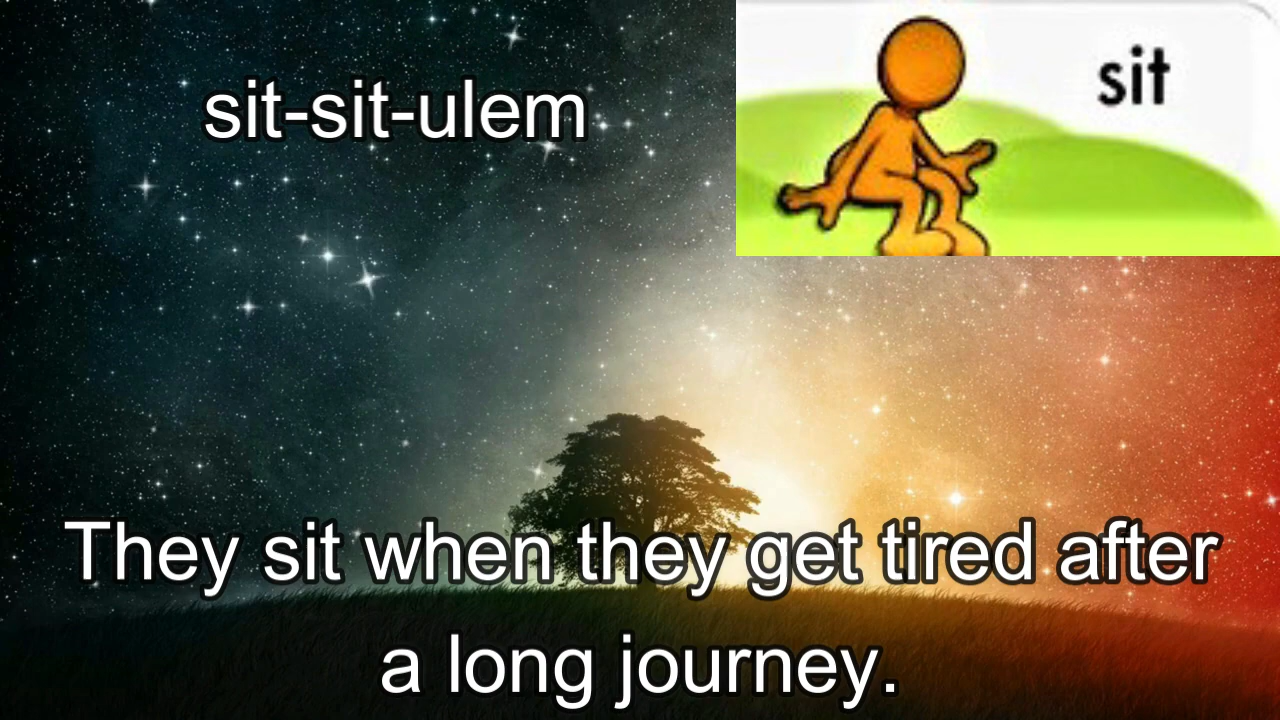 sit-sit-ulem
sit
They sit when they get tired after
a long journey.